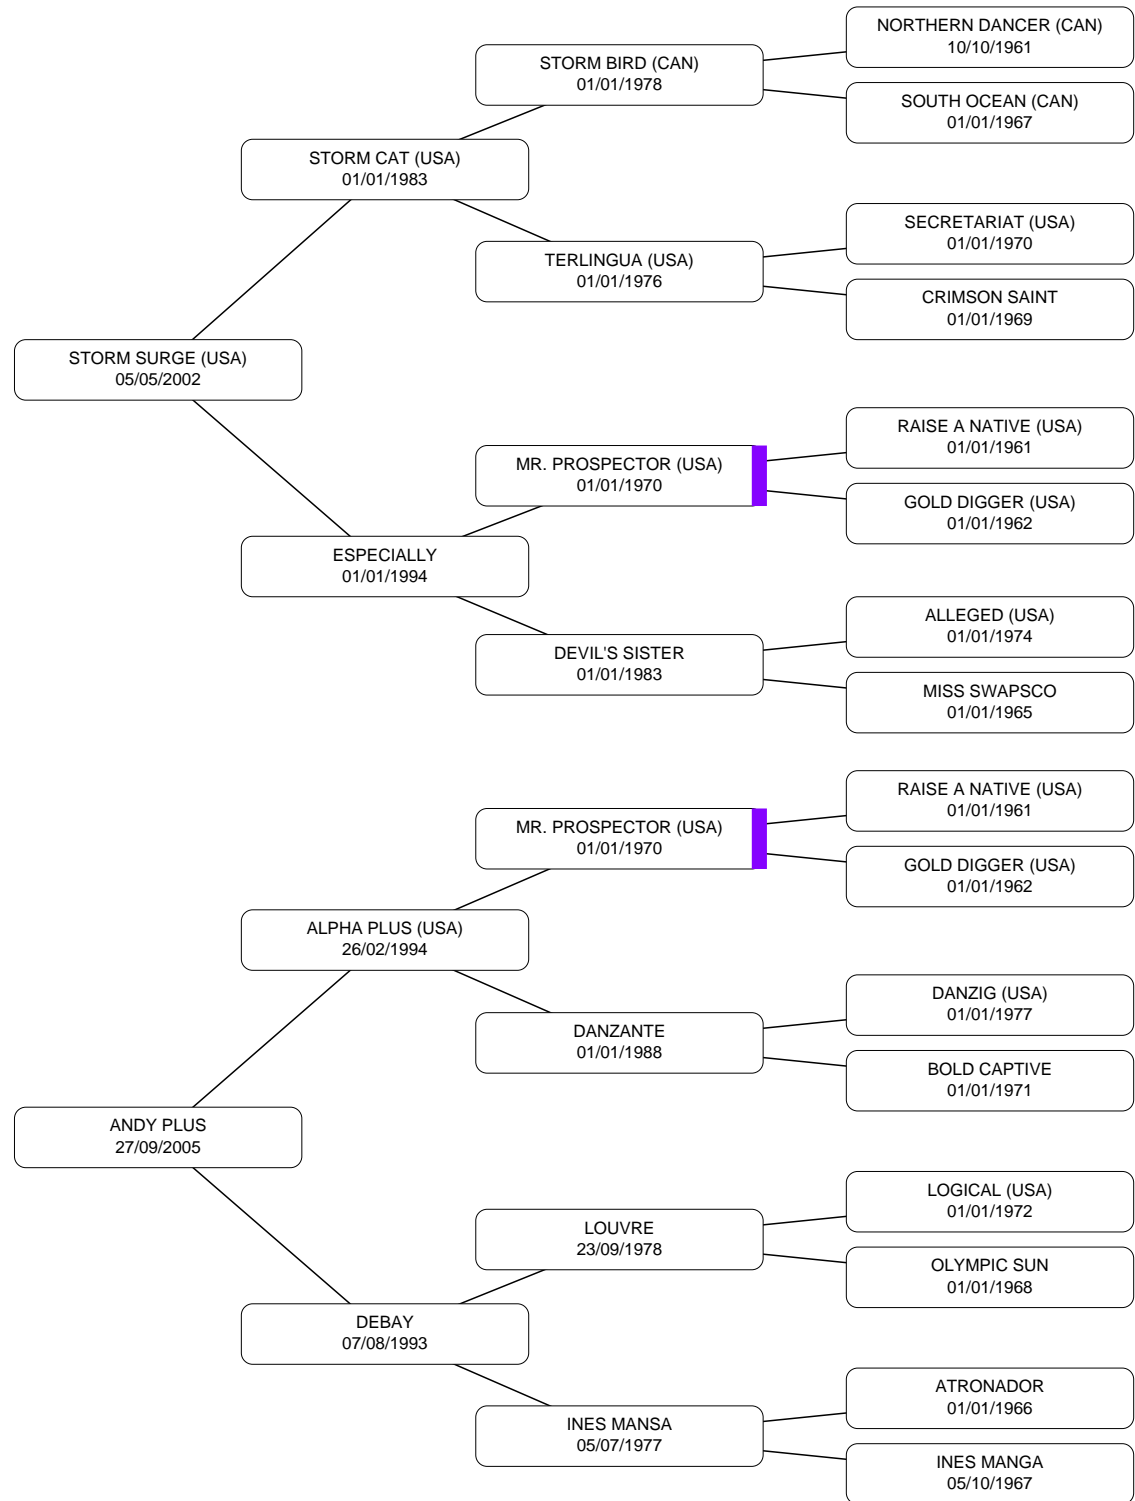 NORTHERN DANCER (CAN)
10/10/1961
STORM BIRD (CAN)
01/01/1978
SOUTH OCEAN (CAN)
01/01/1967
STORM CAT (USA)
01/01/1983
SECRETARIAT (USA)
01/01/1970
TERLINGUA (USA)
01/01/1976
CRIMSON SAINT
01/01/1969
STORM SURGE (USA)
05/05/2002
RAISE A NATIVE (USA)
01/01/1961
MR. PROSPECTOR (USA)
01/01/1970
GOLD DIGGER (USA)
01/01/1962
ESPECIALLY
01/01/1994
ALLEGED (USA)
01/01/1974
DEVIL'S SISTER
01/01/1983
MISS SWAPSCO
01/01/1965
RAISE A NATIVE (USA)
01/01/1961
MR. PROSPECTOR (USA)
01/01/1970
GOLD DIGGER (USA)
01/01/1962
ALPHA PLUS (USA)
26/02/1994
DANZIG (USA)
01/01/1977
DANZANTE
01/01/1988
BOLD CAPTIVE
01/01/1971
ANDY PLUS
27/09/2005
LOGICAL (USA)
01/01/1972
LOUVRE
23/09/1978
OLYMPIC SUN
01/01/1968
DEBAY
07/08/1993
ATRONADOR
01/01/1966
INES MANSA
05/07/1977
INES MANGA
05/10/1967